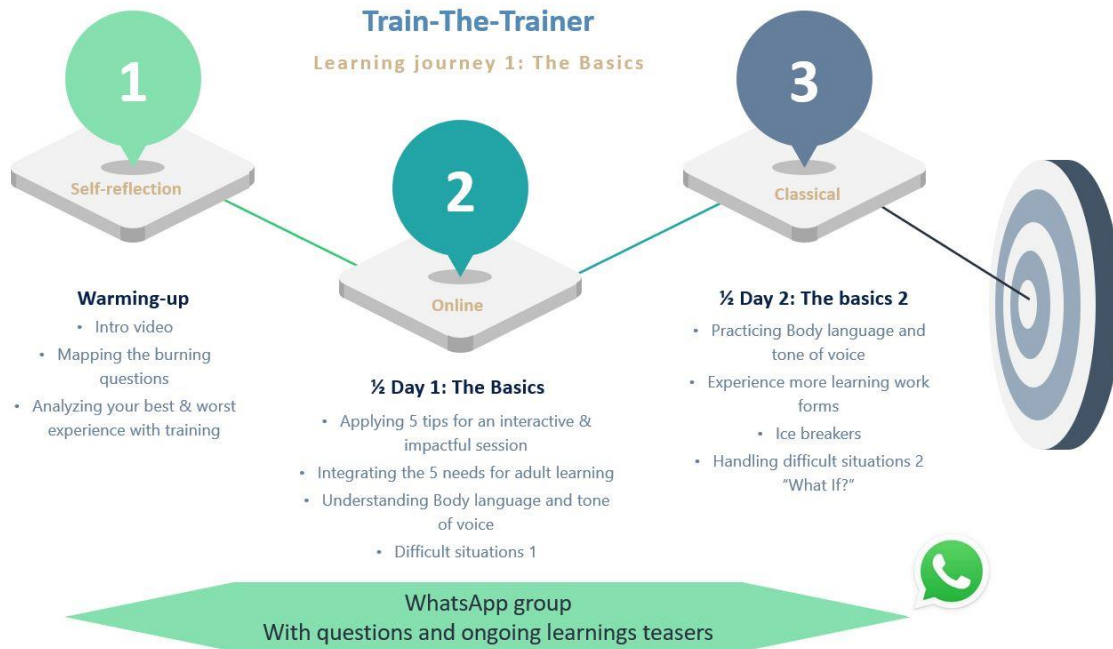 Train-The-Trainer
Learning journey 1: The Basics
1
Self-reflection
Warming-up
• Intro video
• Mapping the burning
questions
• Analyzing your best & worst
experience with training
2
Online
½ Day 1: The Basics
• Applying 5 tips for an interactive &
impactful session
• Integrating the 5 needs for adult learning
• Understanding Body language and tone
of voice
• Difficult situations 1
3
Classical
½ Day 2: The basics 2
• Practicing Body language and
tone of voice
• Experience more learning work
forms
• Ice breakers
• Handling difficult situations 2
"What If?"
WhatsApp group
With questions and ongoing learnings teasers